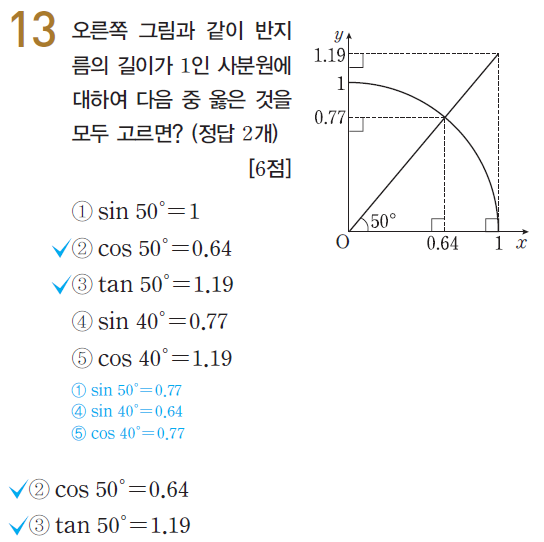 13 오른쪽 그림과 같이 반지
름의 길이가 1인 사분원에
대하여 다음 중 옳은 것을
모두 고르면? (정답 2개)
[6점]
y
1.19
1
0.77
50°
O
0.64
1
x
① sin 50°=1
② cos 50°=0.64
③ tan 50°=1.19
④ sin 40°=0.77
⑤ cos 40°=1.19
① sin 50°=0.77
④ sin 40°=0.64
⑤ cos 40°=0.77
② cos 50°=0.64
③ tan 50°=1.19